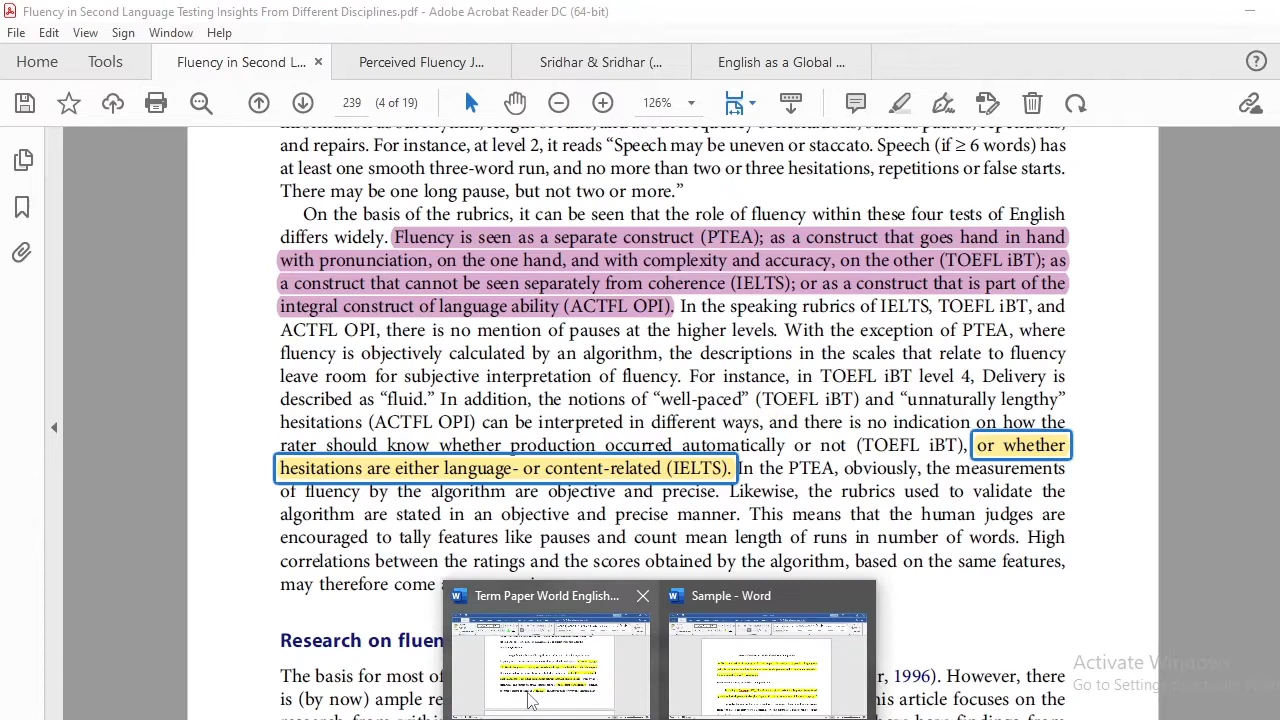 Fluency in Second Language Testing Insights From Different Disciplines.pdf - Adobe Acrobat Reader DC (64-bit)
File Edit View Sign Window Help
Home Tools Fluency in Second L... × Perceived Fluency J... Sridhar & Sridhar (... English as a Global ...
239 (4 of 19) 126%
and repairs. For instance, at level 2, it reads “Speech may be uneven or staccato. Speech (if ≥ 6 words) has
at least one smooth three-word run, and no more than two or three hesitations, repetitions or false starts.
There may be one long pause, but not two or more.”
On the basis of the rubrics, it can be seen that the role of fluency within these four tests of English
differs widely. Fluency is seen as a separate construct (PTEA); as a construct that goes hand in hand
with pronunciation, on the one hand, and with complexity and accuracy, on the other (TOEFL iBT); as
a construct that cannot be seen separately from coherence (IELTS); or as a construct that is part of the
integral construct of language ability (ACTFL OPI). In the speaking rubrics of IELTS, TOEFL iBT, and
ACTFL OPI, there is no mention of pauses at the higher levels. With the exception of PTEA, where
fluency is objectively calculated by an algorithm, the descriptions in the scales that relate to fluency
leave room for subjective interpretation of fluency. For instance, in TOEFL iBT level 4, Delivery is
described as “fluid.” In addition, the notions of “well-paced” (TOEFL iBT) and “unnaturally lengthy”
hesitations (ACTFL OPI) can be interpreted in different ways, and there is no indication on how the
rater should know whether production occurred automatically or not (TOEFL iBT), or whether
hesitations are either language- or content-related (IELTS). In the PTEA, obviously, the measurements
of fluency by the algorithm are objective and precise. Likewise, the rubrics used to validate the
algorithm are stated in an objective and precise manner. This means that the human judges are
encouraged to tally features like pauses and count mean length of runs in number of words. High
correlations between the ratings and the scores obtained by the algorithm, based on the same features,
may therefore come
Term Paper World English... Sample - Word
Research on fluen
The basis for most of r, 1996). However, there
is (by now) ample re his article focuses on the
Activate Windows
Go to Settings